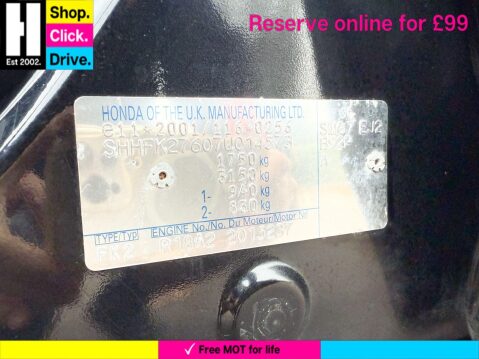 H
Est 2002.
Shop.
Click.
Drive.
Reserve online for £99
HONDA OF THE U.K. MANUFACTURING LTD.
e11*2001/116*0256
1750 kg
3150 kg
1- 940 kg
2- 830 kg
A
TYPE/TYP ENGINE No./No. Du Moteur/Motor Nr
FK2
✓ Free MOT for life